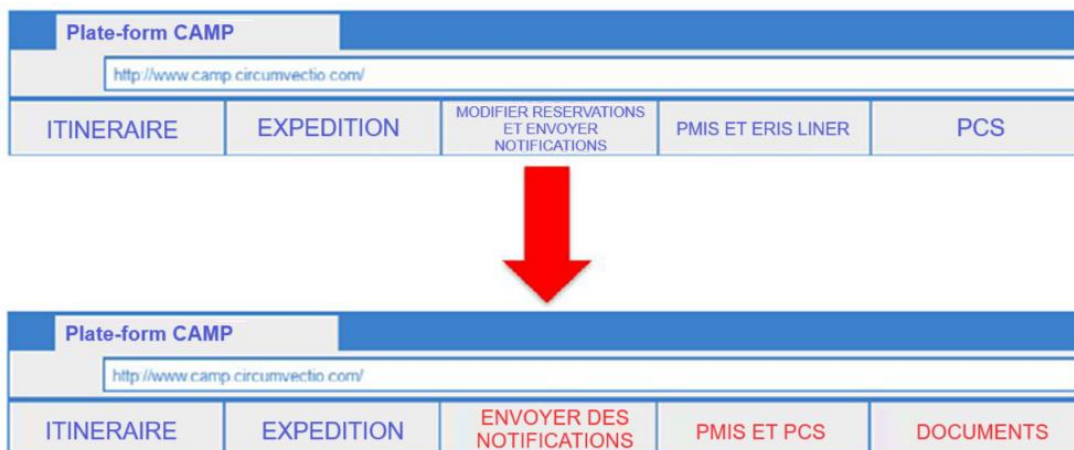 Plate-form CAMP
http://www.camp.circumvectio.com/
ITINERAIRE
EXPEDITION
MODIFIER RESERVATIONS
ET ENVOYER
NOTIFICATIONS
PMIS ET ERIS LINER
PCS
Plate-form CAMP
http://www.camp.circumvectio.com/
ITINERAIRE
EXPEDITION
ENVOYER DES
NOTIFICATIONS
PMIS ET PCS
DOCUMENTS